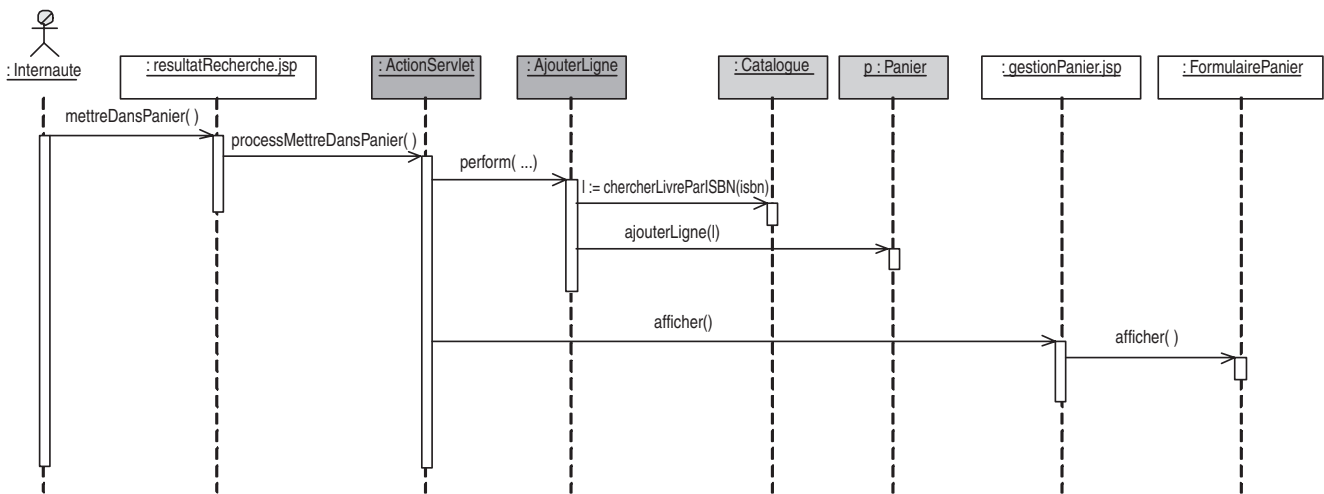 : Internaute
: resultatRecherche.jsp
: ActionServlet
: AjouterLigne
: Catalogue
p : Panier
: gestionPanier.jsp
: FormulairePanier
mettreDansPanier( )
processMettreDansPanier( )
perform( ...)
l := chercherLivreParISBN(isbn)
ajouterLigne(l)
afficher()
afficher( )